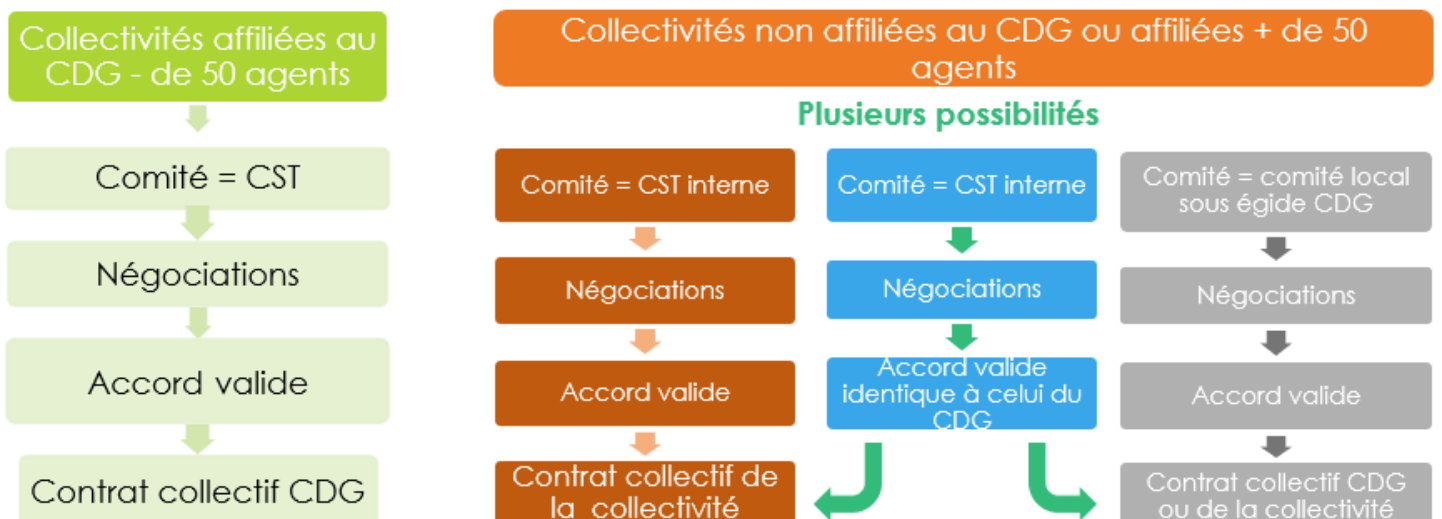 Collectivités affiliées au
CDG - de 50 agents
Comité = CST
Négociations
Accord valide
Contrat collectif CDG
Collectivités non affiliées au CDG ou affiliées + de 50
agents
Plusieurs possibilités
Comité = CST interne
Négociations
Accord valide
Contrat collectif de
la collectivité
Comité = CST interne
Négociations
Accord valide
identique à celui du
CDG
Comité = comité local
sous égide CDG
Négociations
Accord valide
Contrat collectif CDG
ou de la collectivité